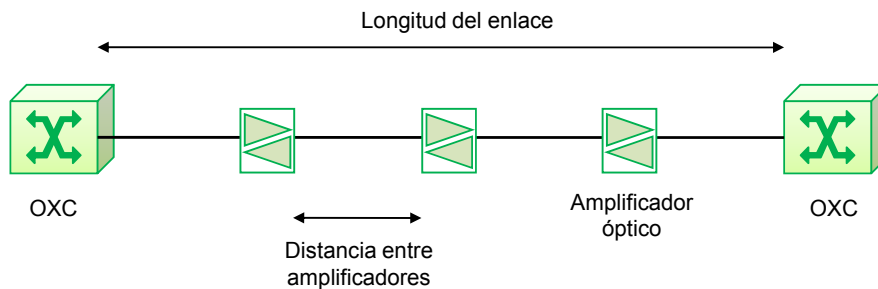 Longitud del enlace
OXC
Distancia entre
amplificadores
Amplificador
óptico
OXC